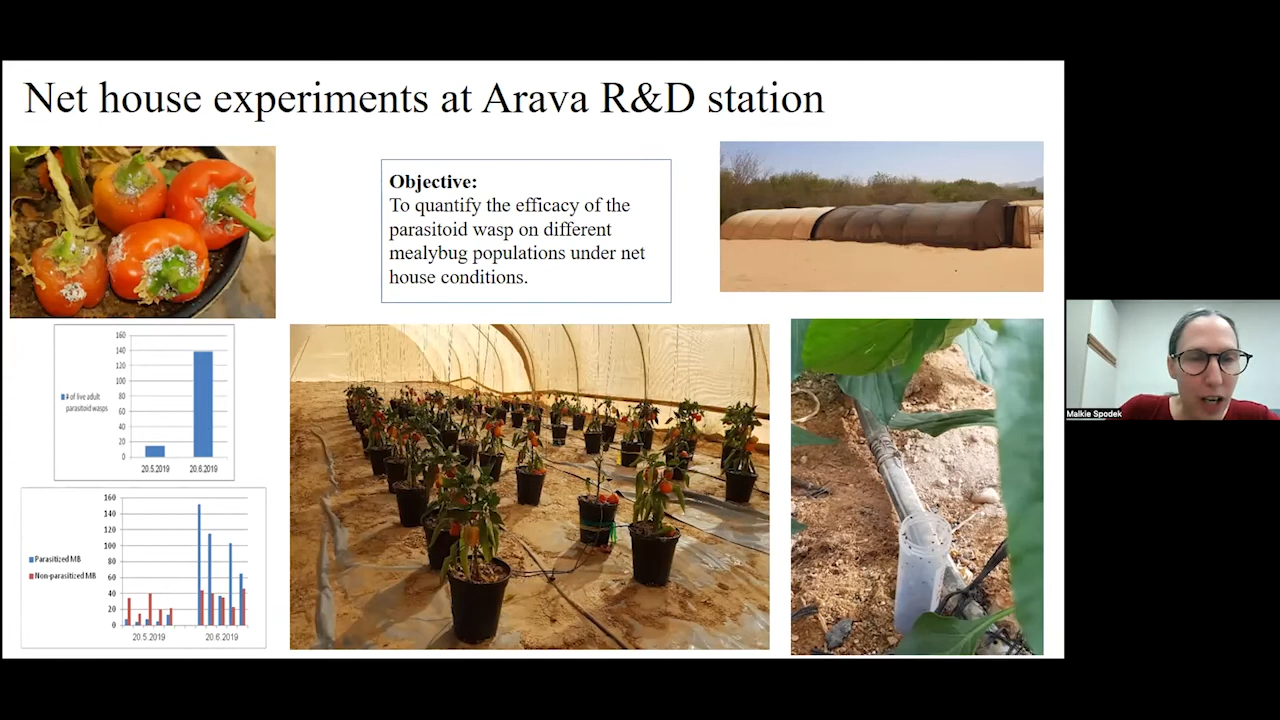 Net house experiments at Arava R&D station
Objective:
To quantify the efficacy of the
parasitoid wasp on different
mealybug populations under net
house conditions.
160
140
120
100
80
60
40
20
0
# of live adult
parasitoid wasps
20.5.2019
20.6.2019
160
140
120
100
80
60
40
20
0
Parasitized MB
Non-parasitized MB
20.5.2019
20.6.2019
Malkie Spodek